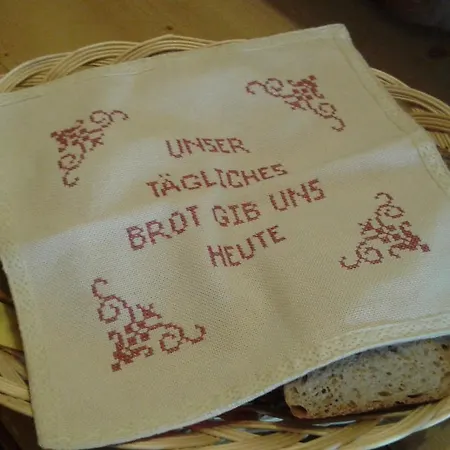 UNSER
TÄGLICHES
BROT GIB UNS
HEUTE